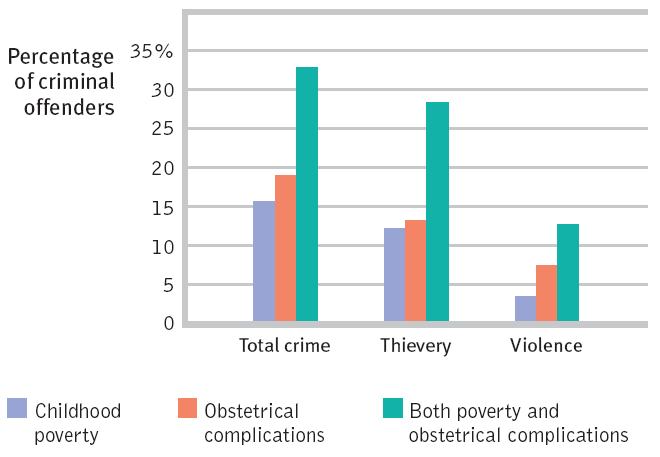 Percentage
of criminal
offenders
35%
30
25
20
15
10
5
0
Total crime Thievery Violence
Childhood
poverty
Obstetrical
complications
Both poverty and
obstetrical complications